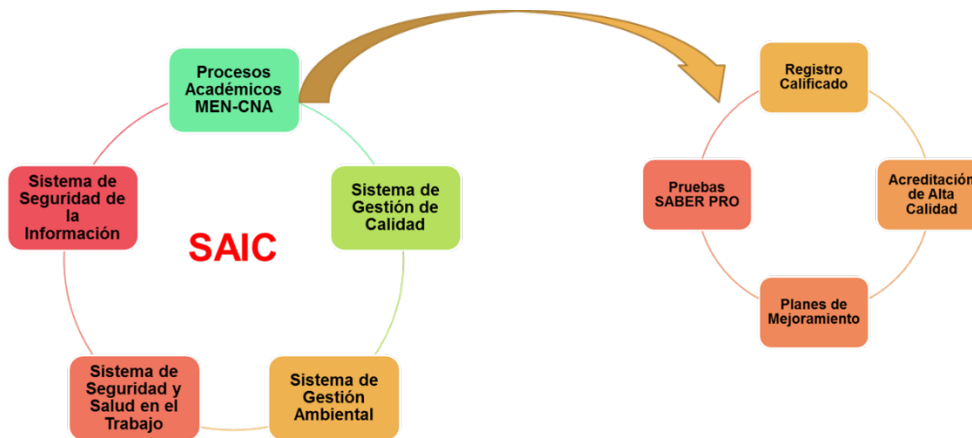 Procesos
Académicos
MEN-CNA
Sistema de
Gestión de
Calidad
Sistema de
Gestión
Ambiental
Sistema de
Seguridad y
Salud en el
Trabajo
Sistema de
Seguridad de
la
Información
SAIC
Registro
Calificado
Acreditación
de Alta
Calidad
Planes de
Mejoramiento
Pruebas
SABER PRO